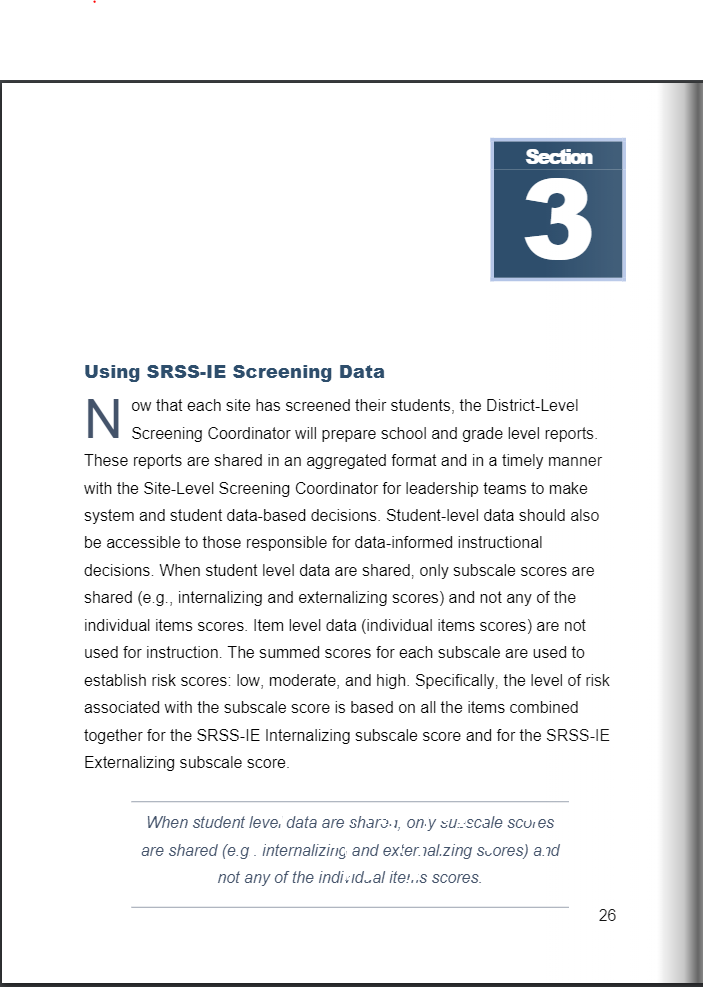 Section
3
Using SRSS-IE Screening Data
Now that each site has screened their students, the District-Level
Screening Coordinator will prepare school and grade level reports.
These reports are shared in an aggregated format and in a timely manner
with the Site-Level Screening Coordinator for leadership teams to make
system and student data-based decisions. Student-level data should also
be accessible to those responsible for data-informed instructional
decisions. When student level data are shared, only subscale scores are
shared (e.g., internalizing and externalizing scores) and not any of the
individual items scores. Item level data (individual items scores) are not
used for instruction. The summed scores for each subscale are used to
establish risk scores: low, moderate, and high. Specifically, the level of risk
associated with the subscale score is based on all the items combined
together for the SRSS-IE Internalizing subscale score and for the SRSS-IE
Externalizing subscale score.
When student level data are shared, only subscale scores
are shared (e.g., internalizing and externalizing scores) and
not any of the individual items scores.
26